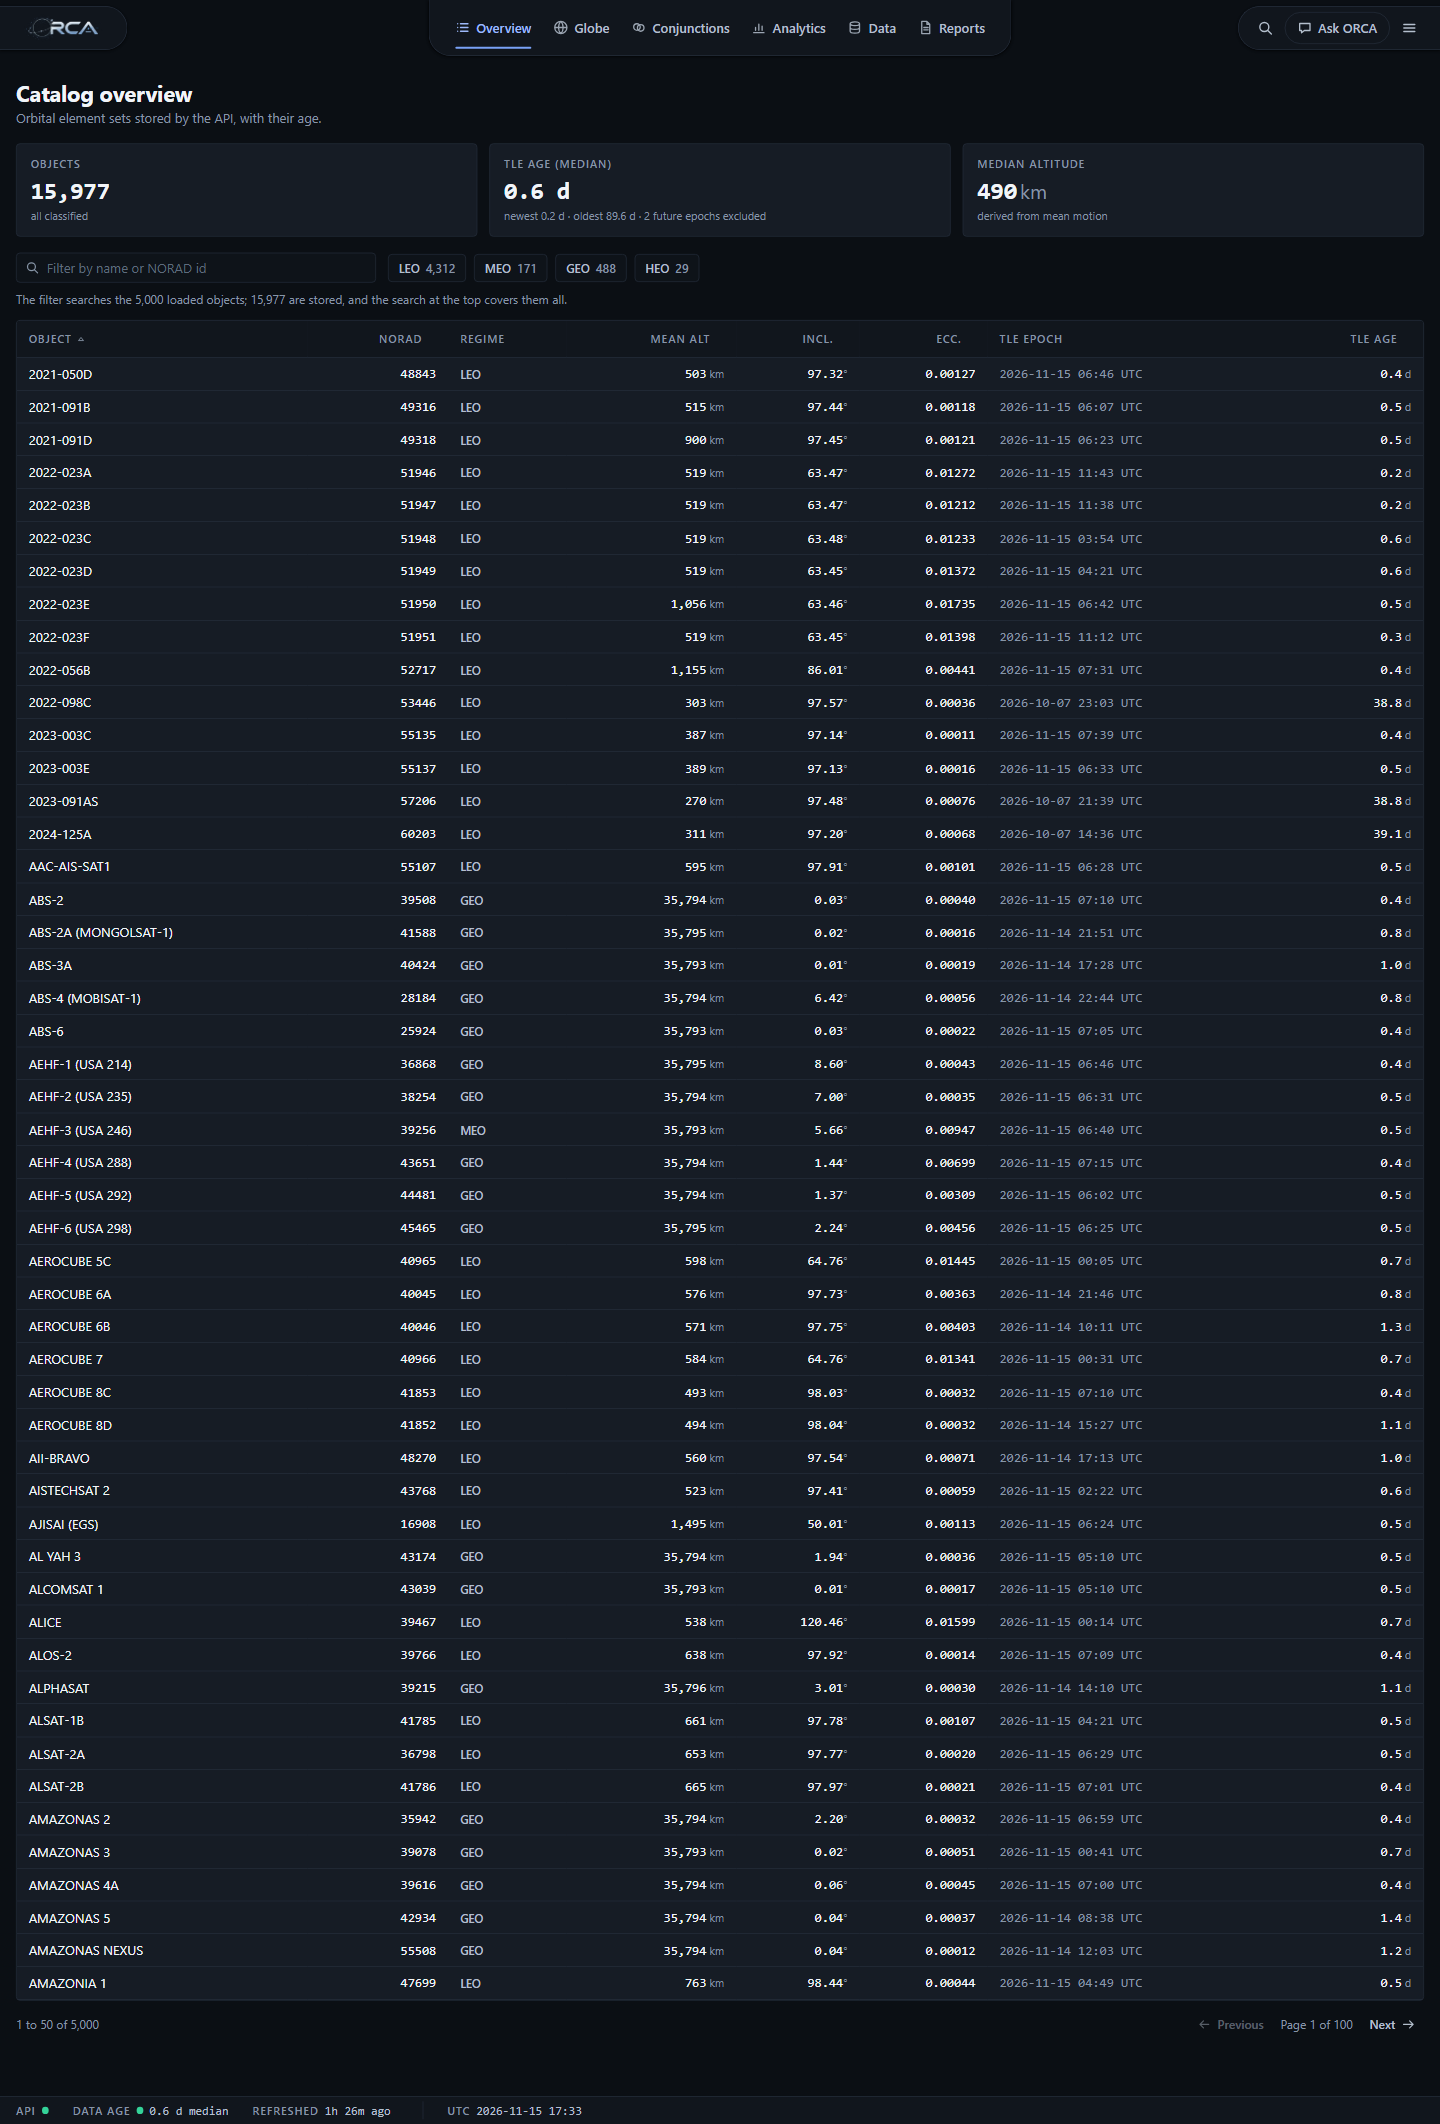 ORCA
Overview Globe Conjunctions Analytics Data Reports
Ask ORCA
Catalog overview
Orbital element sets stored by the API, with their age.
OBJECTS
15,977
all classified
TLE AGE (MEDIAN)
0.6 d
newest 0.2 d · oldest 89.6 d · 2 future epochs excluded
MEDIAN ALTITUDE
490 km
derived from mean motion
Filter by name or NORAD id LEO 4,312 MEO 171 GEO 488 HEO 29
The filter searches the 5,000 loaded objects; 15,977 are stored, and the search at the top covers them all.
OBJECT NORAD REGIME MEAN ALT INCL. ECC. TLE EPOCH TLE AGE
2021-050D 48843 LEO 503 km 97.32° 0.00127 2026-11-15 06:46 UTC 0.4 d
2021-091B 49316 LEO 515 km 97.44° 0.00118 2026-11-15 06:07 UTC 0.5 d
2021-091D 49318 LEO 900 km 97.45° 0.00121 2026-11-15 06:23 UTC 0.5 d
2022-023A 51946 LEO 519 km 63.47° 0.01272 2026-11-15 11:43 UTC 0.2 d
2022-023B 51947 LEO 519 km 63.47° 0.01212 2026-11-15 11:38 UTC 0.2 d
2022-023C 51948 LEO 519 km 63.48° 0.01233 2026-11-15 03:54 UTC 0.6 d
2022-023D 51949 LEO 519 km 63.45° 0.01372 2026-11-15 04:21 UTC 0.6 d
2022-023E 51950 LEO 1,056 km 63.46° 0.01735 2026-11-15 06:42 UTC 0.5 d
2022-023F 51951 LEO 519 km 63.45° 0.01398 2026-11-15 11:12 UTC 0.3 d
2022-056B 52717 LEO 1,155 km 86.01° 0.00441 2026-11-15 07:31 UTC 0.4 d
2022-098C 53446 LEO 303 km 97.57° 0.00036 2026-10-07 23:03 UTC 38.8 d
2023-003C 55135 LEO 387 km 97.14° 0.00011 2026-11-15 07:39 UTC 0.4 d
2023-003E 55137 LEO 389 km 97.13° 0.00016 2026-11-15 06:33 UTC 0.5 d
2023-091AS 57206 LEO 270 km 97.48° 0.00076 2026-10-07 21:39 UTC 38.8 d
2024-125A 60203 LEO 311 km 97.20° 0.00068 2026-10-07 14:36 UTC 39.1 d
AAC-AIS-SAT1 55107 LEO 595 km 97.91° 0.00101 2026-11-15 06:28 UTC 0.5 d
ABS-2 39508 GEO 35,794 km 0.03° 0.00040 2026-11-15 07:10 UTC 0.4 d
ABS-2A (MONGOLSAT-1) 41588 GEO 35,795 km 0.02° 0.00016 2026-11-14 21:51 UTC 0.8 d
ABS-3A 40424 GEO 35,793 km 0.01° 0.00019 2026-11-14 17:28 UTC 1.0 d
ABS-4 (MOBISAT-1) 28184 GEO 35,794 km 6.42° 0.00056 2026-11-14 22:44 UTC 0.8 d
ABS-6 25924 GEO 35,793 km 0.03° 0.00022 2026-11-15 07:05 UTC 0.4 d
AEHF-1 (USA 214) 36868 GEO 35,795 km 8.60° 0.00043 2026-11-15 06:46 UTC 0.4 d
AEHF-2 (USA 235) 38254 GEO 35,794 km 7.00° 0.00035 2026-11-15 06:31 UTC 0.5 d
AEHF-3 (USA 246) 39256 MEO 35,793 km 5.66° 0.00947 2026-11-15 06:40 UTC 0.5 d
AEHF-4 (USA 288) 43651 GEO 35,794 km 1.44° 0.00699 2026-11-15 07:15 UTC 0.4 d
AEHF-5 (USA 292) 44481 GEO 35,794 km 1.37° 0.00309 2026-11-15 06:02 UTC 0.5 d
AEHF-6 (USA 298) 45465 GEO 35,795 km 2.24° 0.00456 2026-11-15 06:25 UTC 0.5 d
AEROCUBE 5C 40965 LEO 598 km 64.76° 0.01445 2026-11-15 00:05 UTC 0.7 d
AEROCUBE 6A 40045 LEO 576 km 97.73° 0.00363 2026-11-14 21:46 UTC 0.8 d
AEROCUBE 6B 40046 LEO 571 km 97.75° 0.00403 2026-11-14 10:11 UTC 1.3 d
AEROCUBE 7 40966 LEO 584 km 64.76° 0.01341 2026-11-15 00:31 UTC 0.7 d
AEROCUBE 8C 41853 LEO 493 km 98.03° 0.00032 2026-11-15 07:10 UTC 0.4 d
AEROCUBE 8D 41852 LEO 494 km 98.04° 0.00032 2026-11-14 15:27 UTC 1.1 d
AII-BRAVO 48270 LEO 560 km 97.54° 0.00071 2026-11-14 17:13 UTC 1.0 d
AISTECHSAT 2 43768 LEO 523 km 97.41° 0.00059 2026-11-15 02:22 UTC 0.6 d
AJISAI (EGS) 16908 LEO 1,495 km 50.01° 0.00113 2026-11-15 06:24 UTC 0.5 d
AL YAH 3 43174 GEO 35,794 km 1.94° 0.00036 2026-11-15 05:10 UTC 0.5 d
ALCOMSAT 1 43039 GEO 35,793 km 0.01° 0.00017 2026-11-15 05:10 UTC 0.5 d
ALICE 39467 LEO 538 km 120.46° 0.01599 2026-11-15 00:14 UTC 0.7 d
ALOS-2 39766 LEO 638 km 97.92° 0.00014 2026-11-15 07:09 UTC 0.4 d
ALPHASAT 39215 GEO 35,796 km 3.01° 0.00030 2026-11-14 14:10 UTC 1.1 d
ALSAT-1B 41785 LEO 661 km 97.78° 0.00107 2026-11-15 04:21 UTC 0.5 d
ALSAT-2A 36798 LEO 653 km 97.77° 0.00020 2026-11-15 06:29 UTC 0.5 d
ALSAT-2B 41786 LEO 665 km 97.97° 0.00021 2026-11-15 07:01 UTC 0.4 d
AMAZONAS 2 35942 GEO 35,794 km 2.20° 0.00032 2026-11-15 06:59 UTC 0.4 d
AMAZONAS 3 39078 GEO 35,793 km 0.02° 0.00051 2026-11-15 00:41 UTC 0.7 d
AMAZONAS 4A 39616 GEO 35,794 km 0.06° 0.00045 2026-11-15 07:00 UTC 0.4 d
AMAZONAS 5 42934 GEO 35,794 km 0.04° 0.00037 2026-11-14 08:38 UTC 1.4 d
AMAZONAS NEXUS 55508 GEO 35,794 km 0.04° 0.00012 2026-11-14 12:03 UTC 1.2 d
AMAZONIA 1 47699 LEO 763 km 98.44° 0.00044 2026-11-15 04:49 UTC 0.5 d
1 to 50 of 5,000 ← Previous Page 1 of 100 Next →
API DATA AGE 0.6 d median REFRESHED 1h 26m ago UTC 2026-11-15 17:33